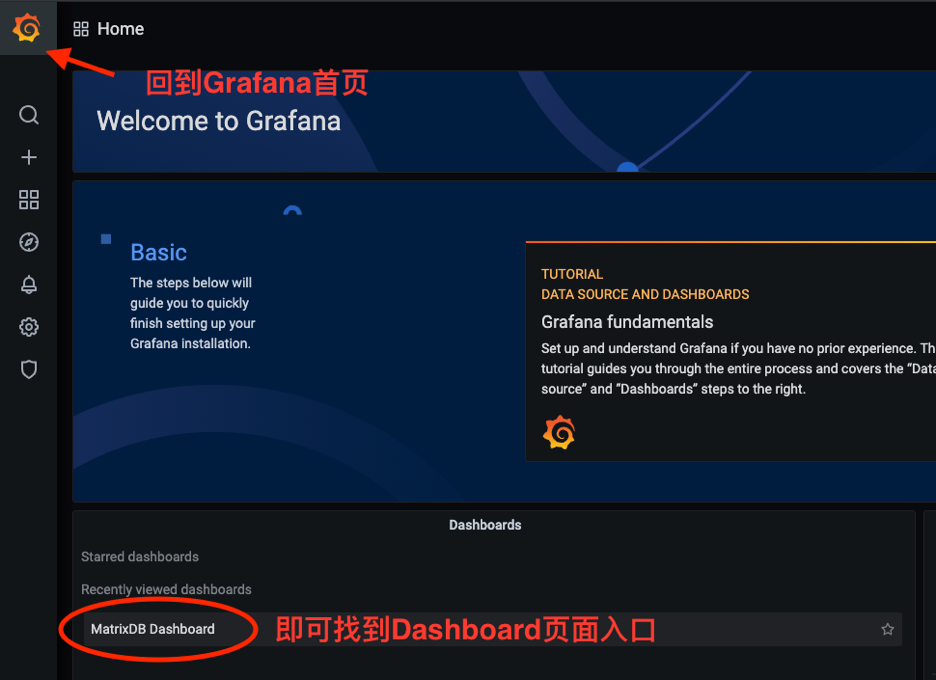 Home
回到Grafana首页
Welcome to Grafana
Basic
The steps below will
guide you to quickly
finish setting up your
Grafana installation.
TUTORIAL
DATA SOURCE AND DASHBOARDS
Grafana fundamentals
Set up and understand Grafana if you have no prior experience. Th
tutorial guides you through the entire process and covers the “Data
source” and “Dashboards” steps to the right.
Dashboards
Starred dashboards
Recently viewed dashboards
MatrixDB Dashboard
即可找到Dashboard页面入口